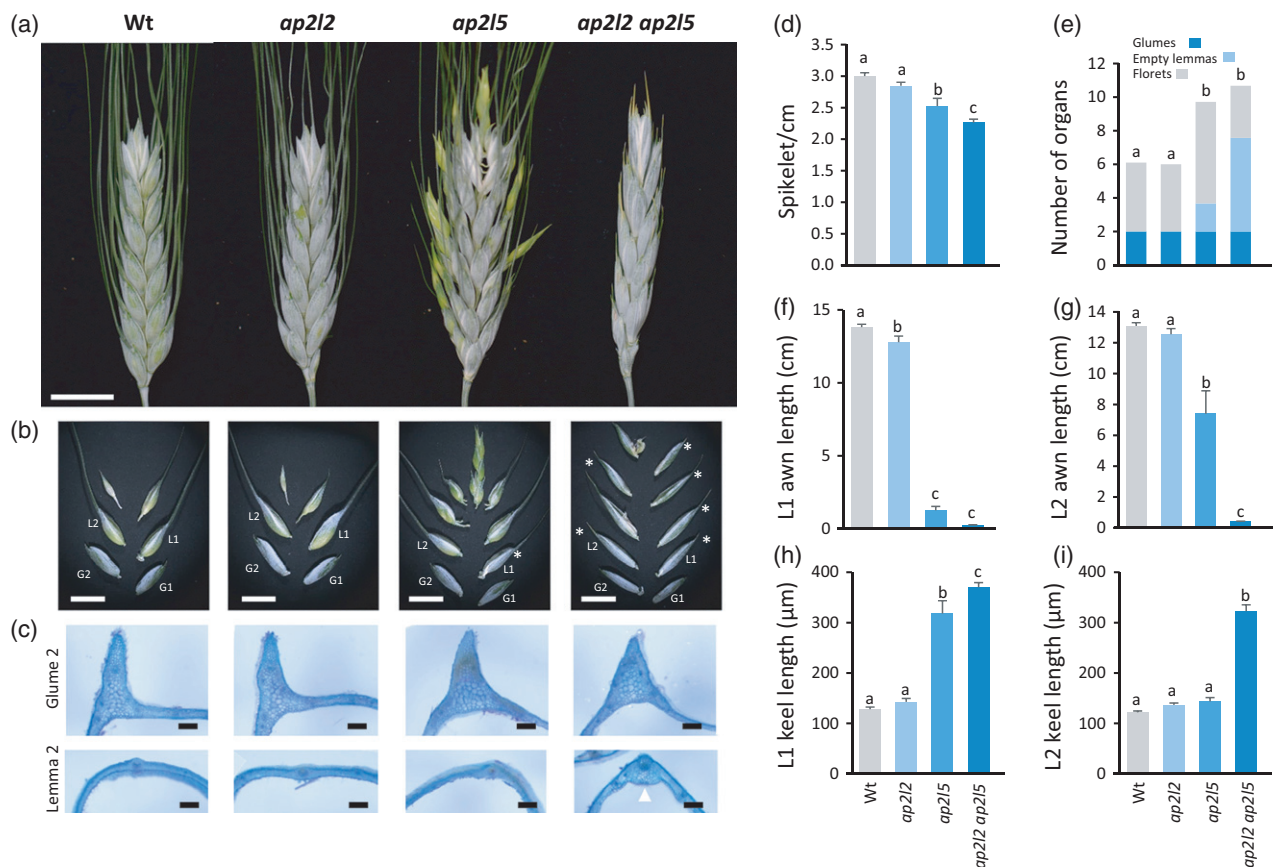 (a)
Wt
ap2l2
ap2l5
ap2l2 ap2l5
(b)
L2
L1
G2
G1
L2
L1
G2
G1
L2
*
L1
G2
G1
*
*
*
*
*
*
L2
L1
G2
G1
(c)
Glume 2
Lemma 2
(d)
Spikelet/cm
3.5
3.0
2.5
2.0
1.5
1.0
0.5
0.0
a
a
b
c
(e)
Glumes
Empty lemmas
Florets
Number of organs
12
10
8
6
4
2
0
a
a
b
b
(f)
L1 awn length (cm)
15
10
5
0
a
b
c
c
(g)
L2 awn length (cm)
14
12
10
8
6
4
2
0
a
a
b
c
(h)
L1 keel length (µm)
400
300
200
100
0
a
a
b
c
Wt
ap2l2
ap2l5
ap2l2 ap2l5
(i)
L2 keel length (µm)
400
300
200
100
0
a
a
a
b
Wt
ap2l2
ap2l5
ap2l2 ap2l5